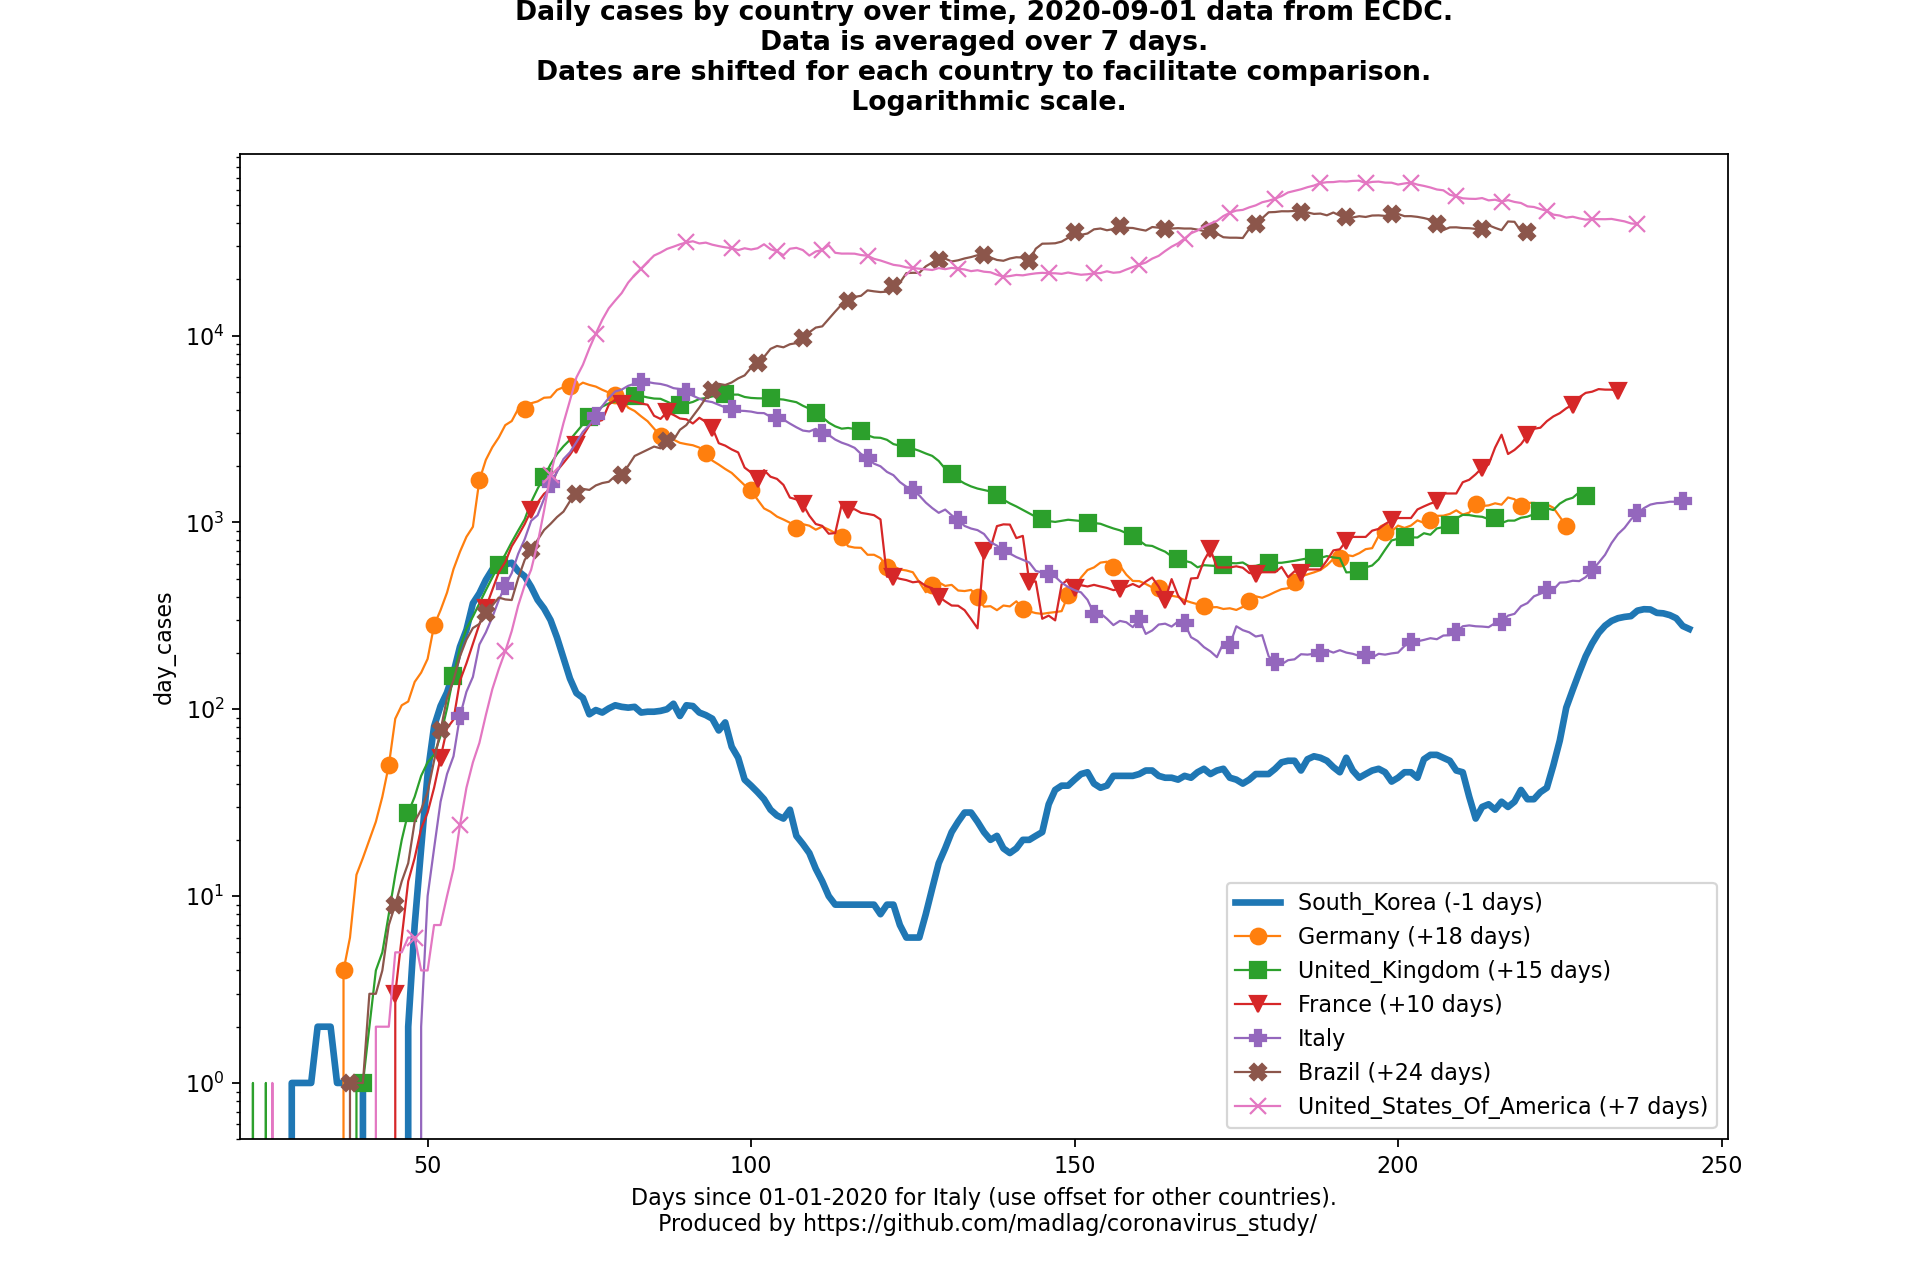 Daily cases by country over time, 2020-09-01 data from ECDC.
Data is averaged over 7 days.
Dates are shifted for each country to facilitate comparison.
Logarithmic scale.
day_cases
10^4
10^3
10^2
10^1
10^0
South_Korea (-1 days)
Germany (+18 days)
United_Kingdom (+15 days)
France (+10 days)
Italy
Brazil (+24 days)
United_States_Of_America (+7 days)
50 100 150 200 250
Days since 01-01-2020 for Italy (use offset for other countries).
Produced by https://github.com/madlag/coronavirus_study/